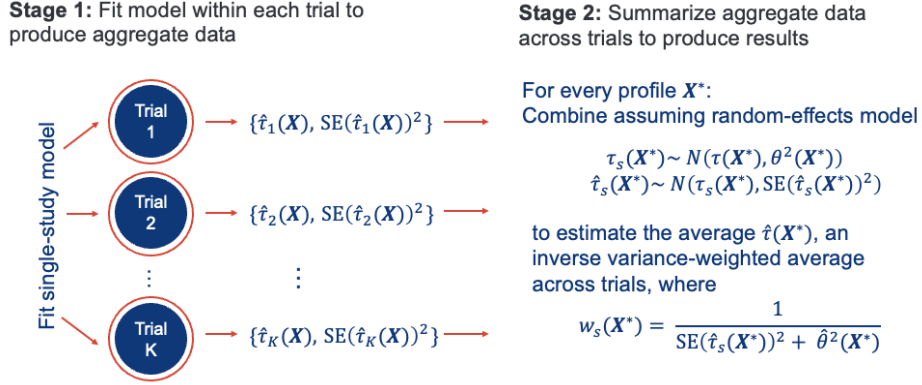 Stage 1: Fit model within each trial to
produce aggregate data
Fit single-study model
Trial
1
{τ̂₁(X), SE(τ̂₁(X))²}
Trial
2
{τ̂₂(X), SE(τ̂₂(X))²}
⋮
⋮
Trial
K
{τ̂_K(X), SE(τ̂_K(X))²}
Stage 2: Summarize aggregate data
across trials to produce results
For every profile X*:
Combine assuming random-effects model
τₛ(X*)~ N(τ(X*), θ²(X*))
τ̂ₛ(X*)~ N(τₛ(X*), SE(τ̂ₛ(X*))²)
to estimate the average τ̂(X*), an
inverse variance-weighted average
across trials, where
wₛ(X*) = 1 / (SE(τ̂ₛ(X*))² + θ̂²(X*))